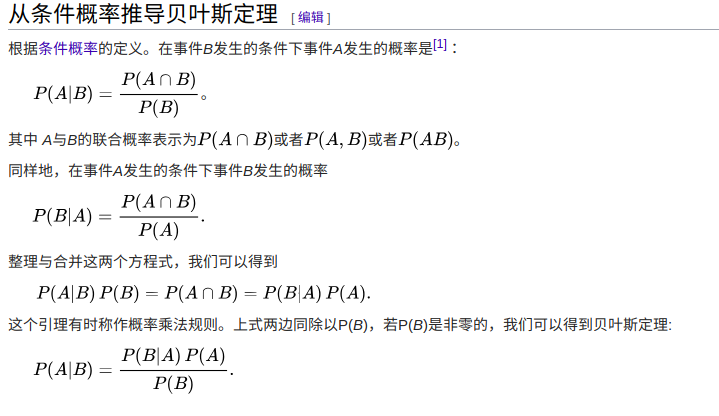 从条件概率推导贝叶斯定理 [编辑]
根据条件概率的定义。在事件B发生的条件下事件A发生的概率是[1]：
P(A|B) = P(A ∩ B) / P(B)。
其中 A与B的联合概率表示为P(A ∩ B)或者P(A, B)或者P(AB)。
同样地，在事件A发生的条件下事件B发生的概率
P(B|A) = P(A ∩ B) / P(A).
整理与合并这两个方程式，我们可以得到
P(A|B) P(B) = P(A ∩ B) = P(B|A) P(A).
这个引理有时称作概率乘法规则。上式两边同除以P(B)，若P(B)是非零的，我们可以得到贝叶斯定理:
P(A|B) = P(B|A) P(A) / P(B).